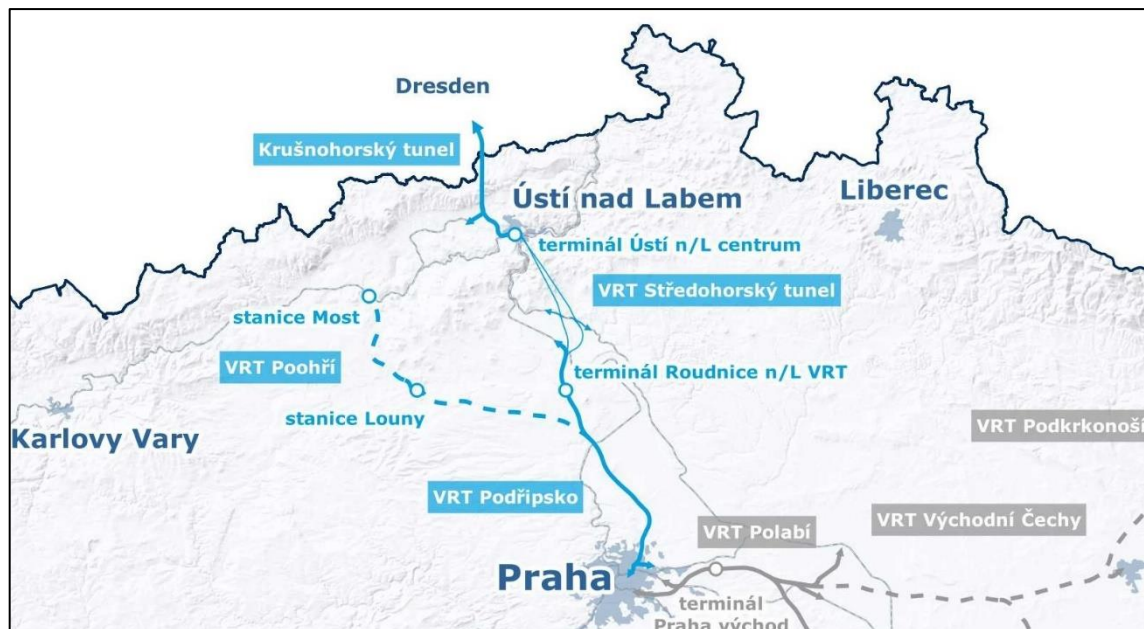 Dresden
Krušnohorský tunel
Ústí nad Labem
Liberec
terminál Ústí n/L centrum
VRT Středohorský tunel
stanice Most
VRT Poohří
terminál Roudnice n/L VRT
stanice Louny
Karlovy Vary
VRT Podkrkonoší
VRT Podřipsko
VRT Polabí
VRT Východní Čechy
Praha
terminál
Praha východ